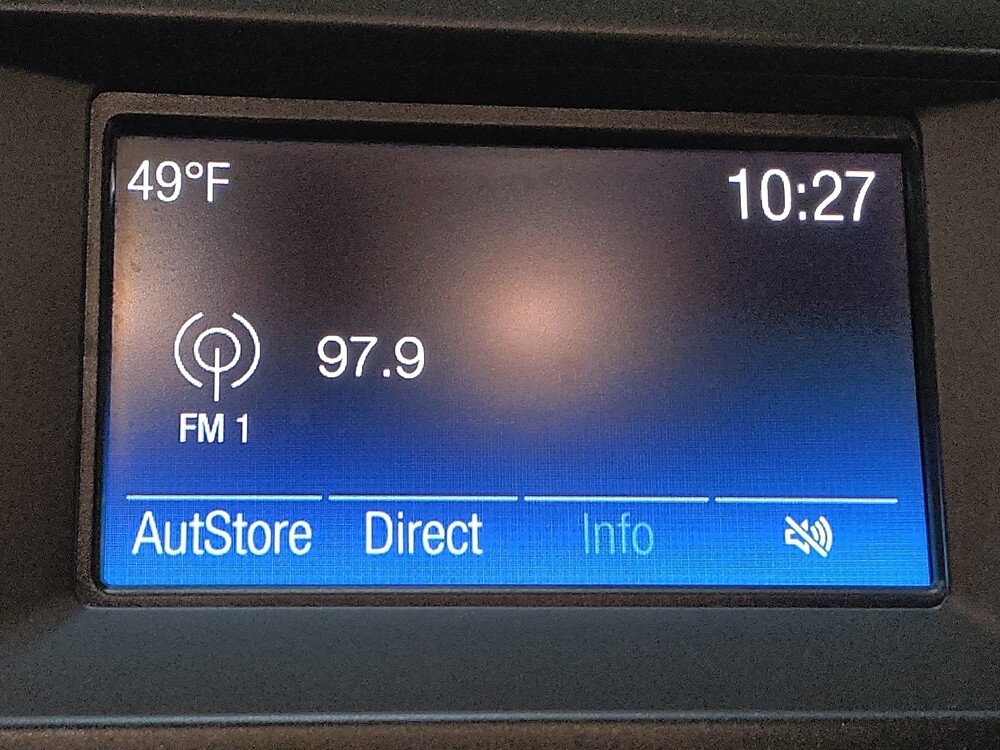 49°F
10:27
97.9
FM 1
AutStore Direct Info